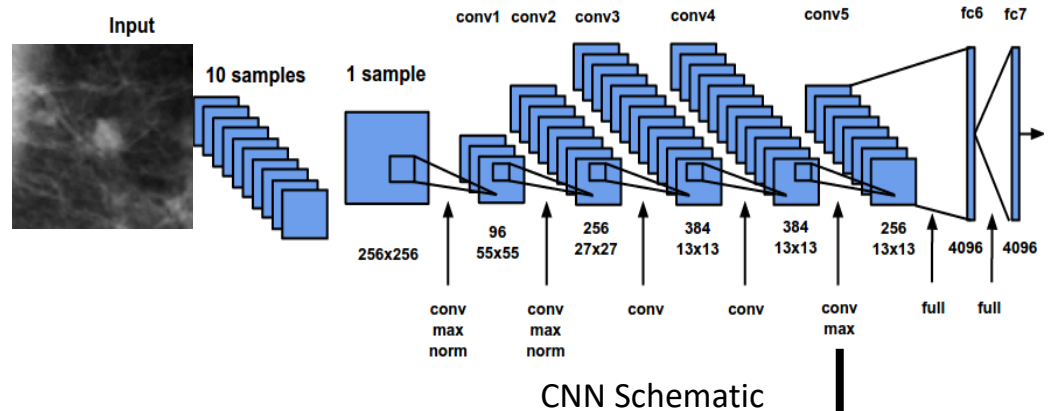 Input
10 samples
1 sample
conv1 conv2 conv3 conv4 conv5 fc6 fc7
256x256
96
55x55
256
27x27
384
13x13
384
13x13
256
13x13
4096
4096
conv
max
norm
conv
max
norm
conv
conv
conv
max
full
full
CNN Schematic